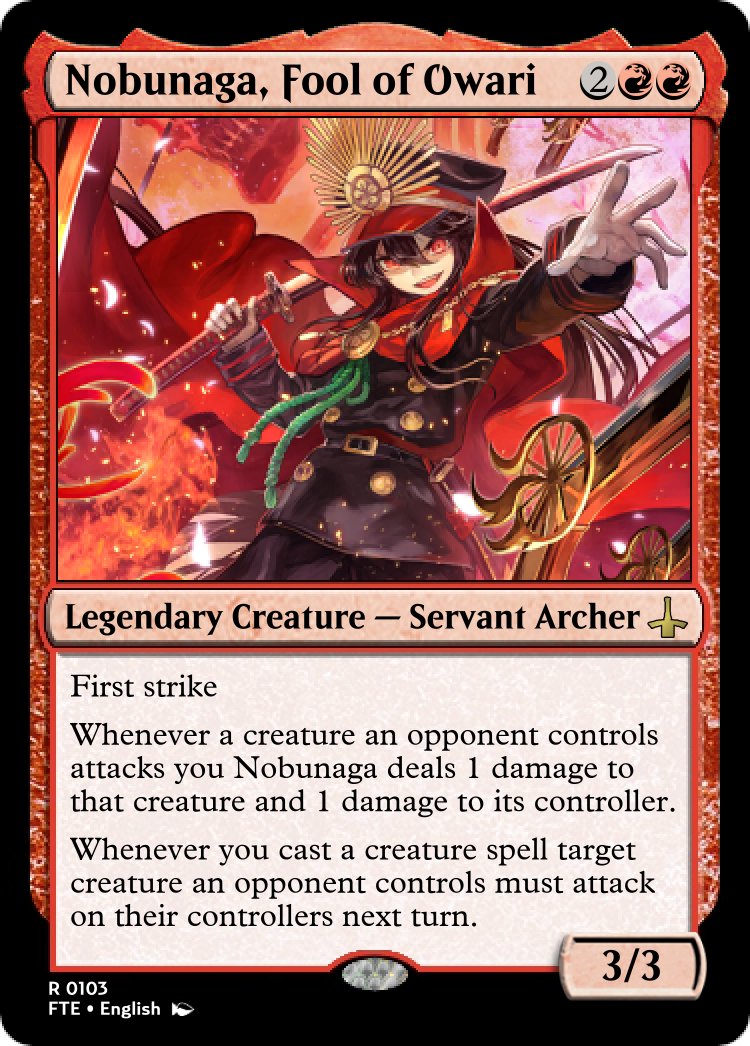 Nobunaga, Fool of Owari 2
Legendary Creature — Servant Archer
First strike
Whenever a creature an opponent controls
attacks you Nobunaga deals 1 damage to
that creature and 1 damage to its controller.
Whenever you cast a creature spell target
creature an opponent controls must attack
on their controllers next turn.
3/3
R 0103
FTE • English